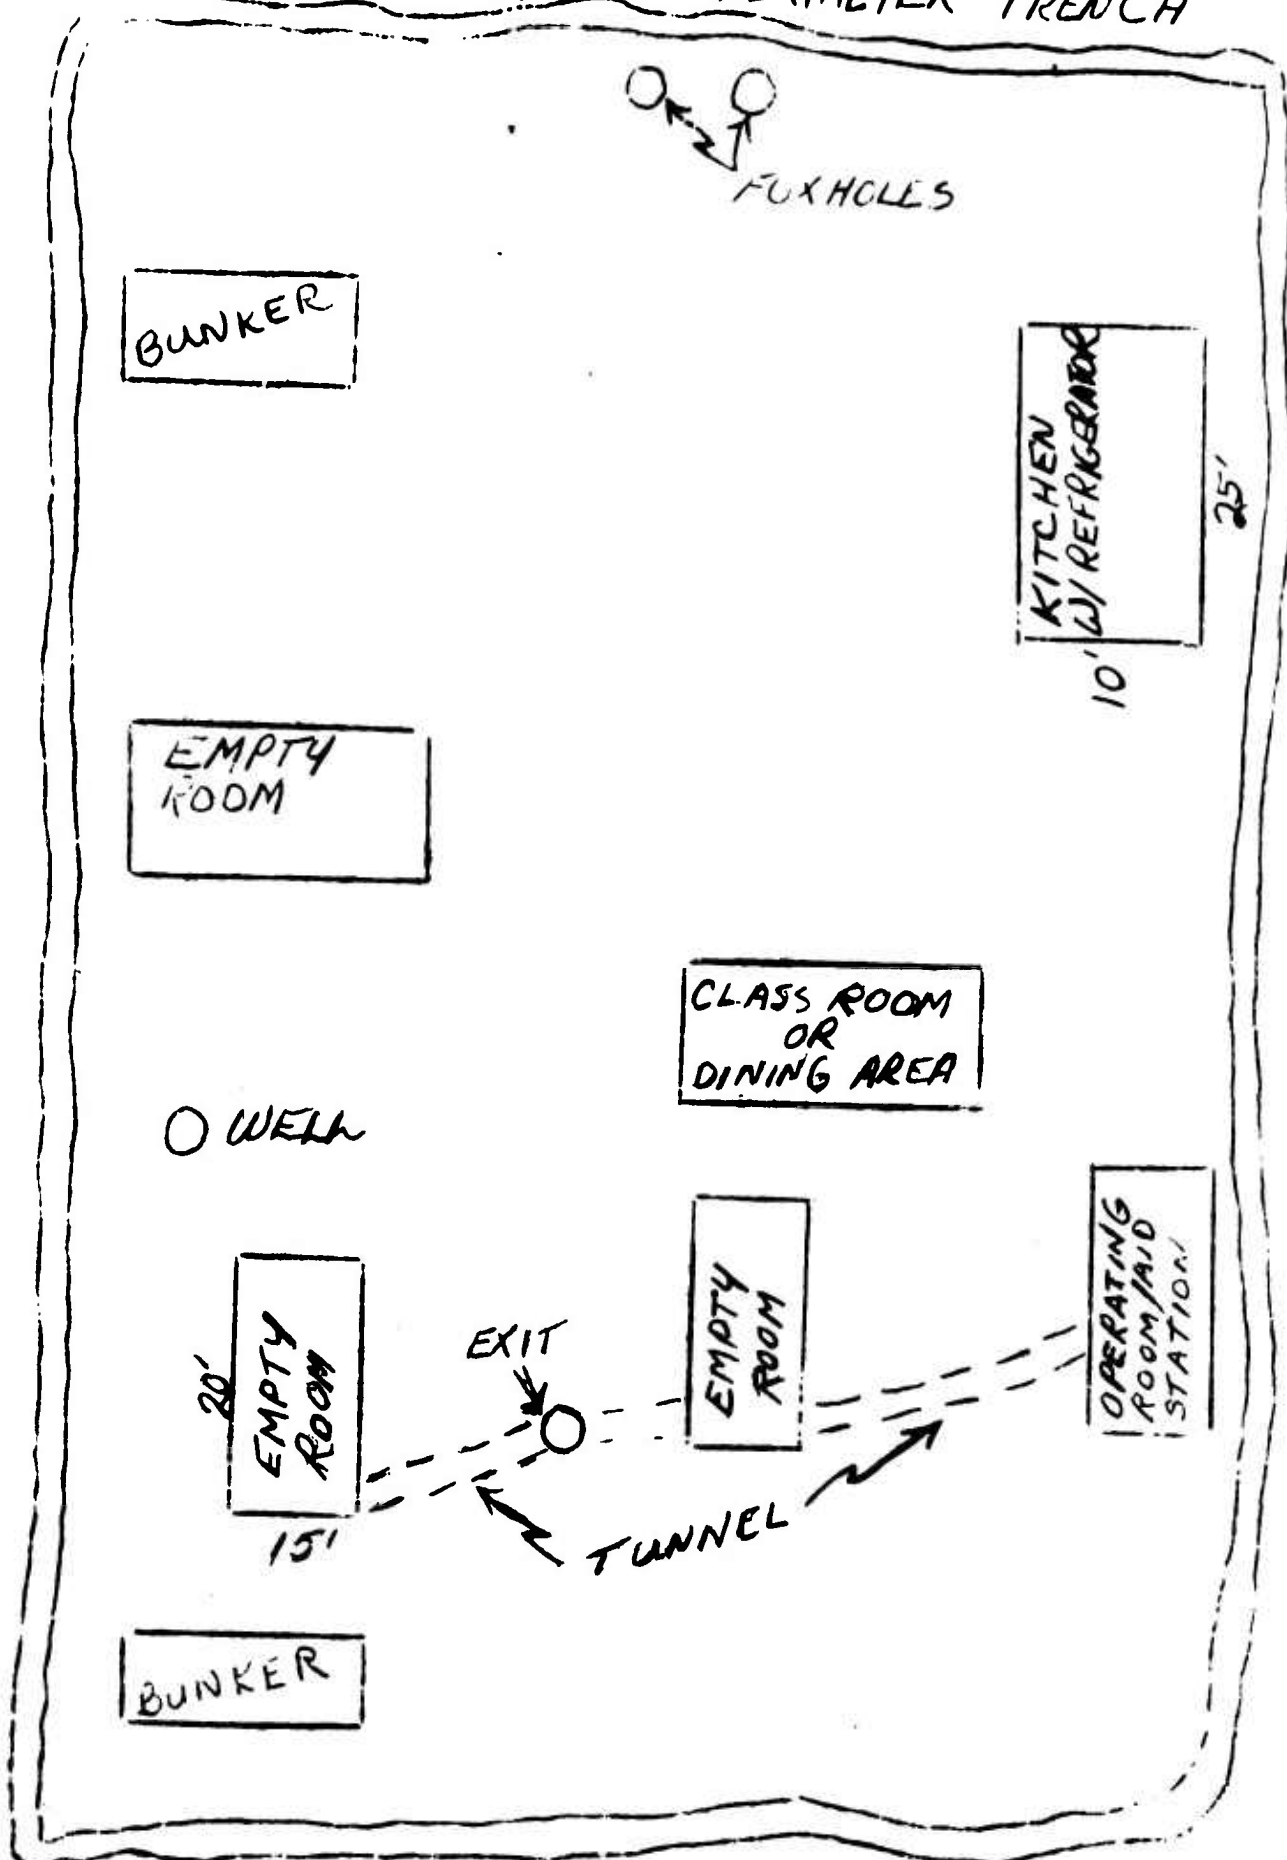 TRENCH
FOXHOLES
BUNKER
KITCHEN
W/ REFRIGERATOR
25'
10'
EMPTY
ROOM
CLASS ROOM
OR
DINING AREA
WELL
EMPTY
ROOM
20'
15'
EXIT
EMPTY
ROOM
OPERATING
ROOM/AID
STATION
TUNNEL
BUNKER